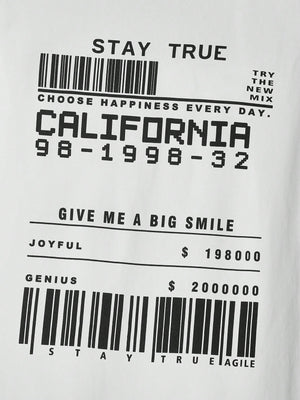 STAY TRUE
TRY
THE
NEW
MIX
CHOOSE HAPPINESS EVERY DAY.
CALIFORNIA
98-1998-32
GIVE ME A BIG SMILE
JOYFUL $ 198000
GENIUS $ 2000000
STAY TRUE AGILE